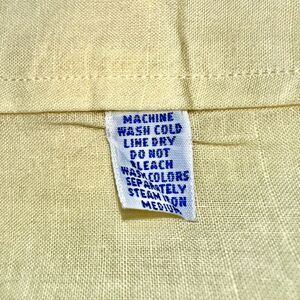 MACHINE
WASH COLD
LINE DRY
DO NOT
BLEACH
WASH COLORS
SEPARATELY
STEAM IRON
MEDIUM